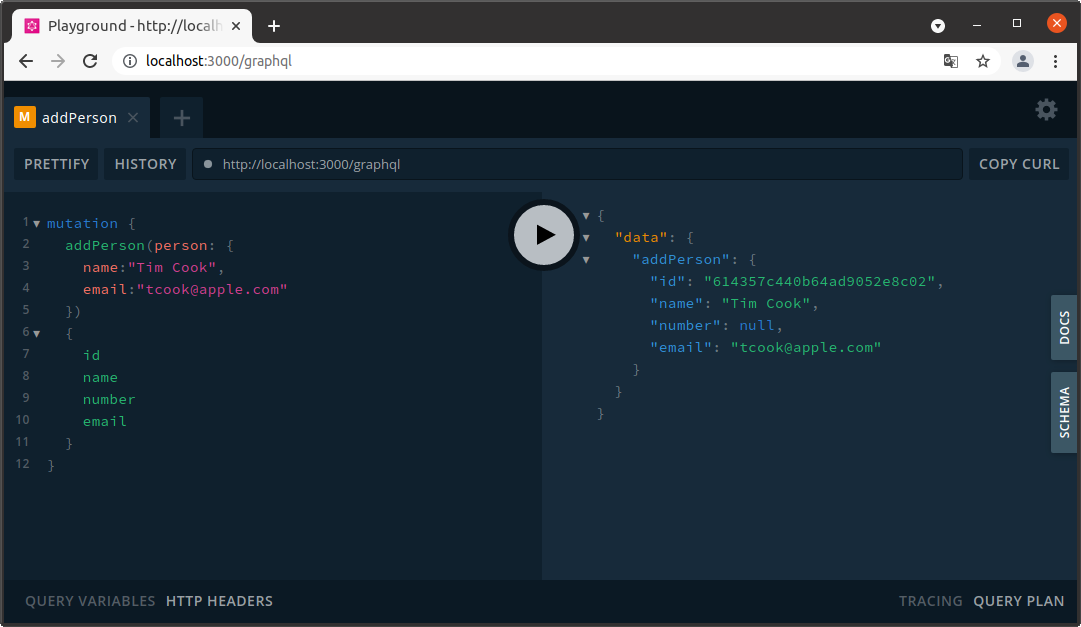 Playground - http://localh
localhost:3000/graphql
M addPerson
PRETTIFY HISTORY http://localhost:3000/graphql COPY CURL
1 mutation {
2 addPerson(person: {
3 name:"Tim Cook",
4 email:"tcook@apple.com"
5 })
6 {
7 id
8 name
9 number
10 email
11 }
12 }
{
"data": {
"addPerson": {
"id": "614357c440b64ad9052e8c02",
"name": "Tim Cook",
"number": null,
"email": "tcook@apple.com"
}
}
}
DOCS
SCHEMA
QUERY VARIABLES HTTP HEADERS TRACING QUERY PLAN